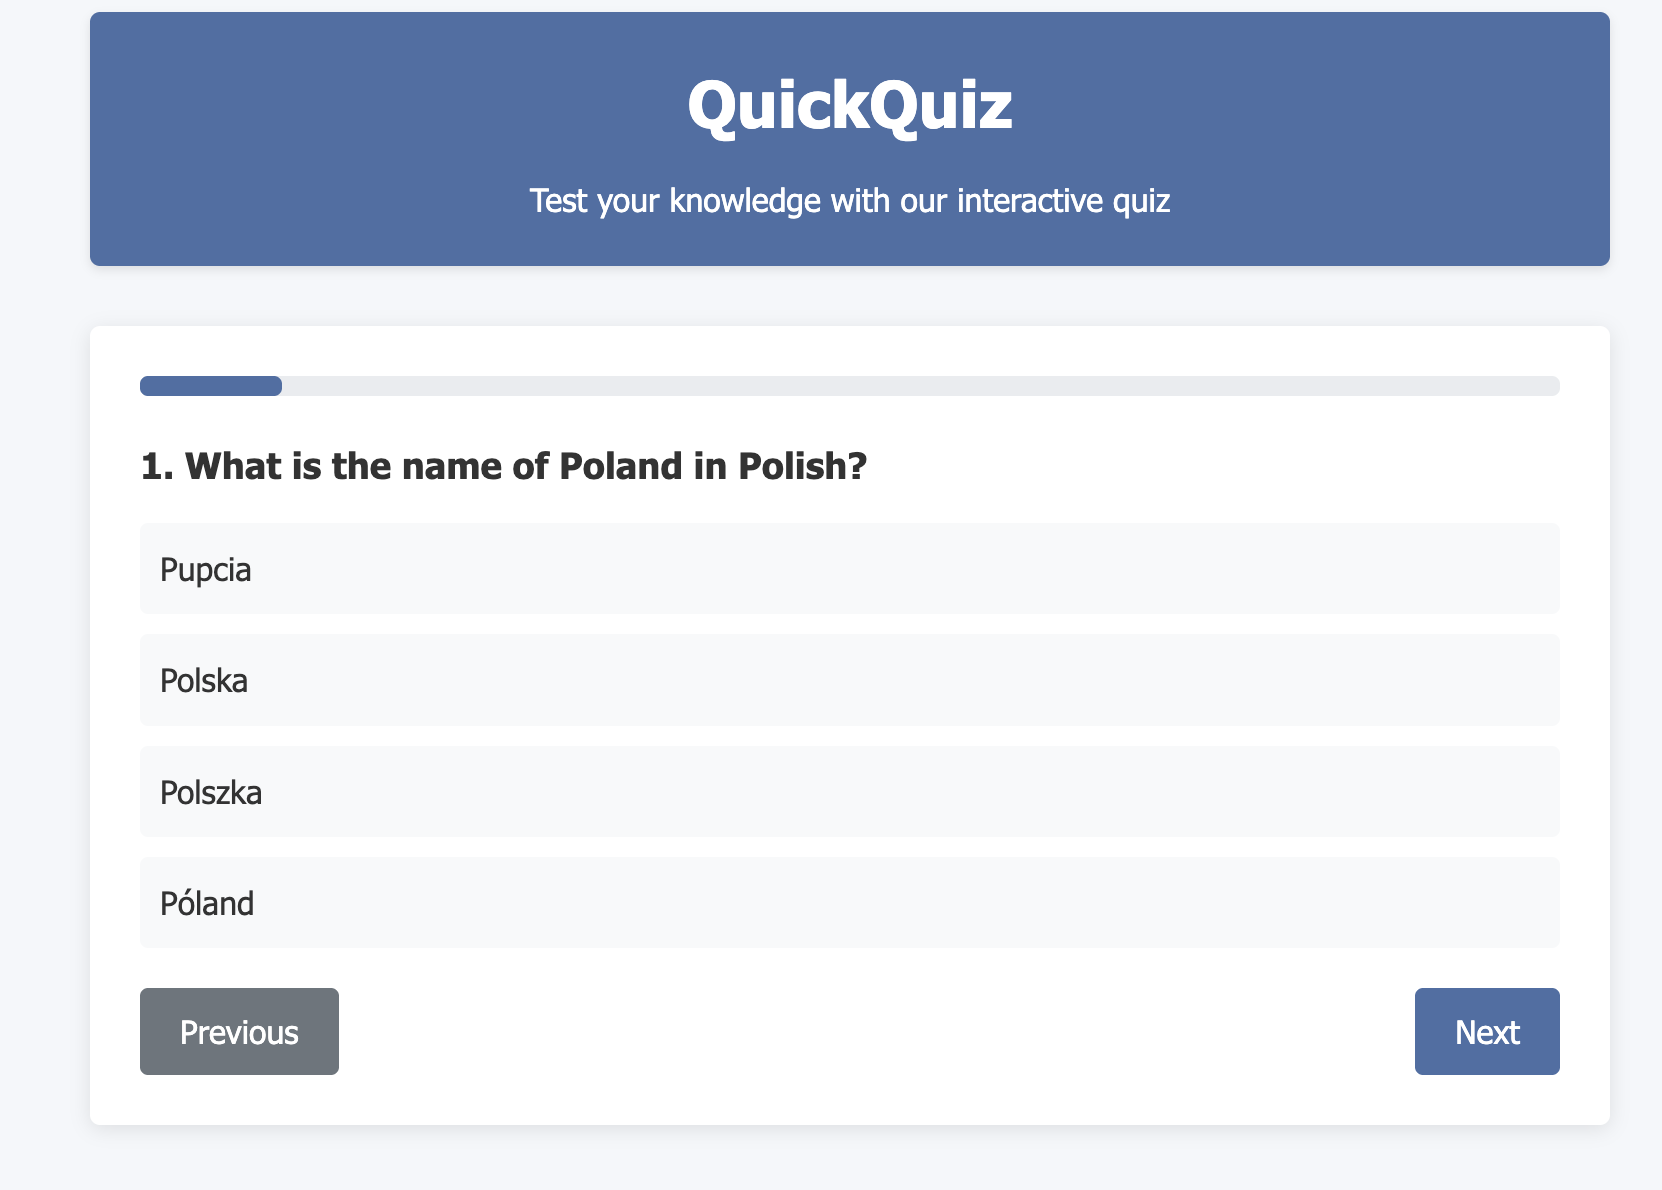 QuickQuiz
Test your knowledge with our interactive quiz
1. What is the name of Poland in Polish?
Pupcia
Polska
Polszka
Póland
Previous
Next